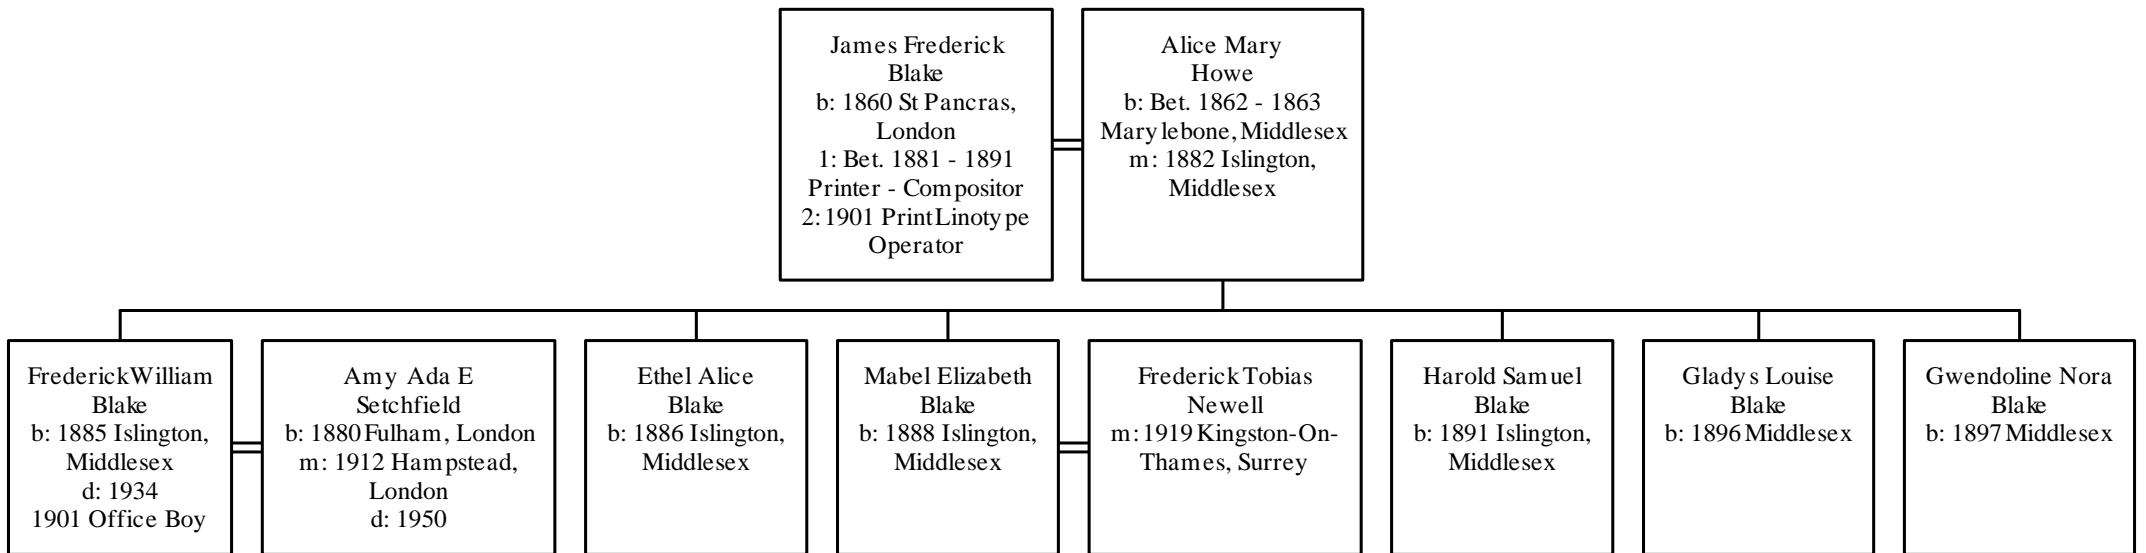 James Frederick
Blake
b: 1860 St Pancras,
London
1: Bet. 1881 - 1891
Printer - Compositor
2: 1901 Print Linotype
Operator
Alice Mary
Howe
b: Bet. 1862 - 1863
Marylebone, Middlesex
m: 1882 Islington,
Middlesex
Frederick William
Blake
b: 1885 Islington,
Middlesex
d: 1934
1901 Office Boy
Amy Ada E
Setchfield
b: 1880 Fulham, London
m: 1912 Hampstead,
London
d: 1950
Ethel Alice
Blake
b: 1886 Islington,
Middlesex
Mabel Elizabeth
Blake
b: 1888 Islington,
Middlesex
Frederick Tobias
Newell
m: 1919 Kingston-On-
Thames, Surrey
Harold Samuel
Blake
b: 1891 Islington,
Middlesex
Gladys Louise
Blake
b: 1896 Middlesex
Gwendoline Nora
Blake
b: 1897 Middlesex